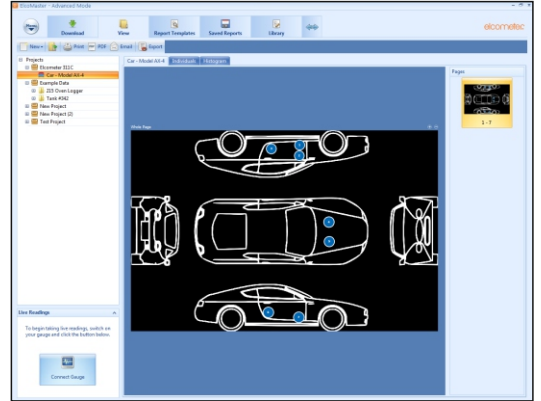 ElcoMaster - Advanced Mode
Download
View
Report Templates
Saved Reports
Library
elcometer
New
Print
PDF
Email
Export
Projects
Elcometer 311C
Car - Model AX-4
Example Data
215 Oven Logger
Tank #342
New Project
New Project (2)
Test Project
Car - Model AX-4
Individuals
Histogram
Main Page
Pages
1 - 7
Live Readings
To begin taking live readings, switch on
your gauge and click the button below.
Connect Gauge